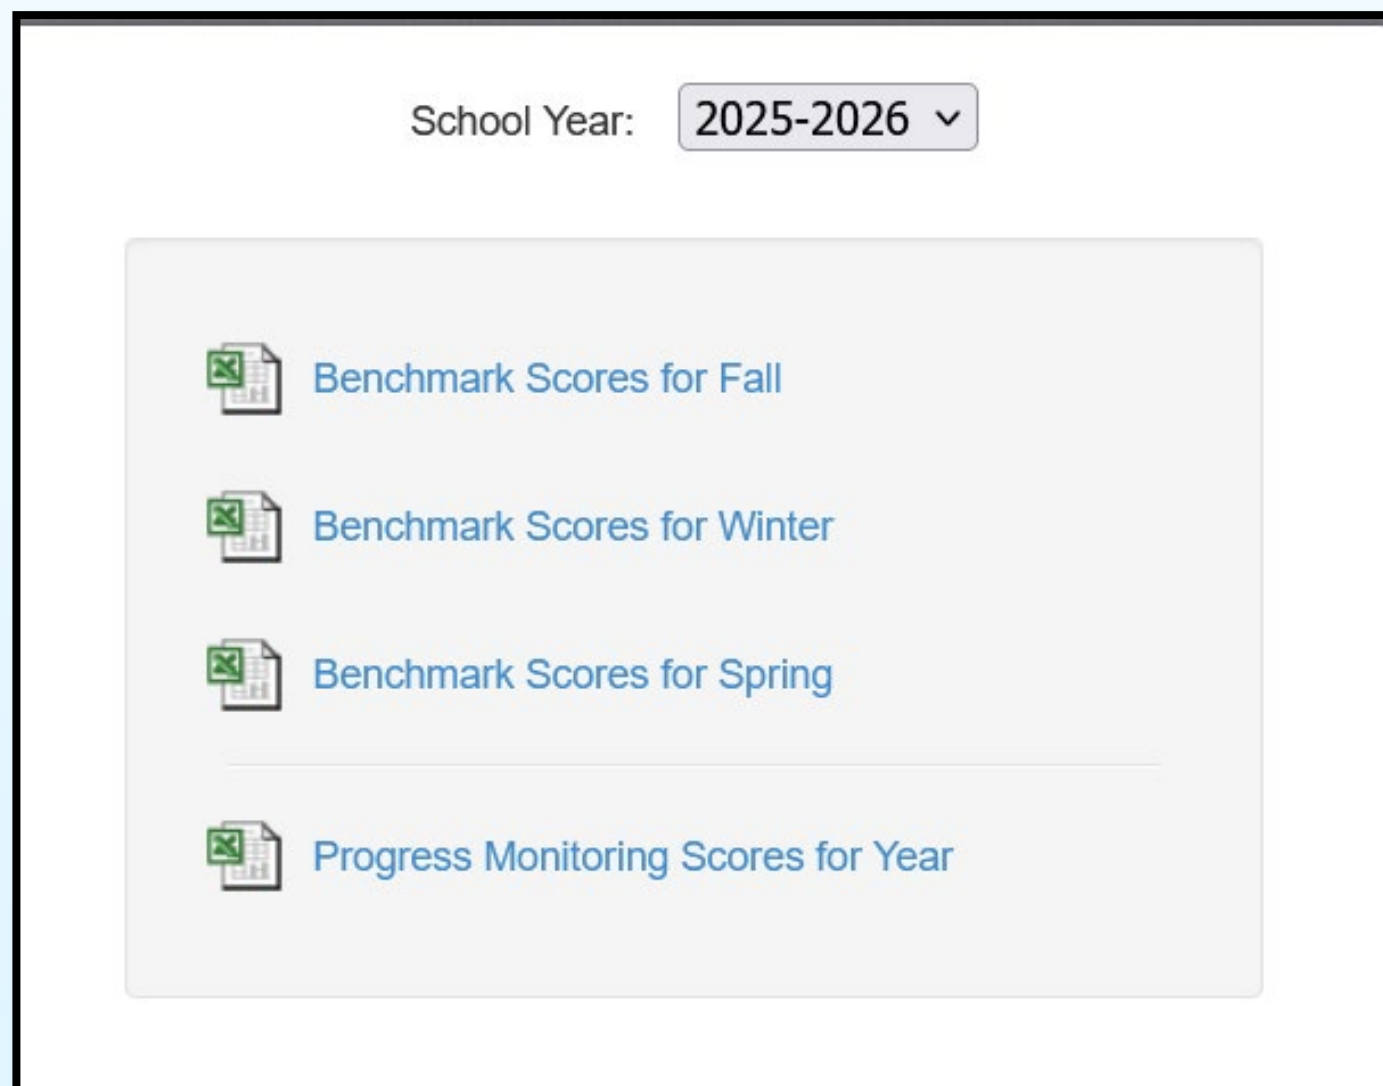 School Year: 2025-2026
Benchmark Scores for Fall
Benchmark Scores for Winter
Benchmark Scores for Spring
Progress Monitoring Scores for Year